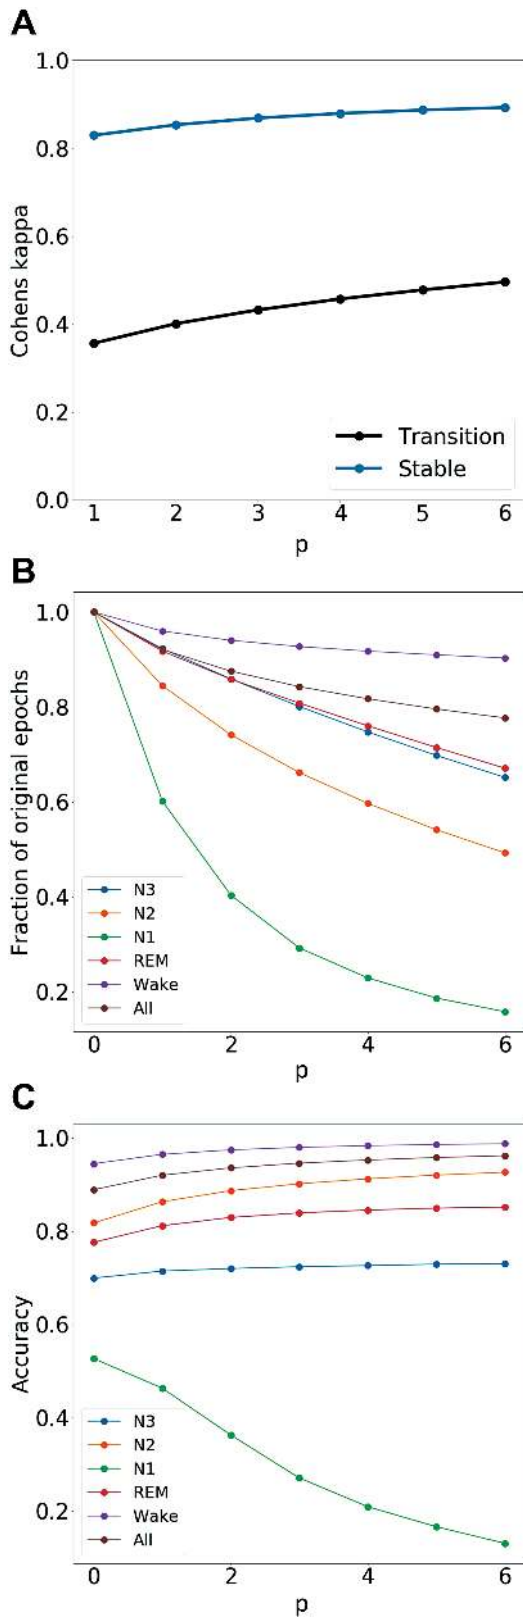 A
1.0
0.8
0.6
0.4
0.2
0.0
Cohens kappa
Transition
Stable
1 2 3 4 5 6
p
B
1.0
0.8
0.6
0.4
0.2
Fraction of original epochs
N3
N2
N1
REM
Wake
All
0 2 4 6
p
C
1.0
0.8
0.6
0.4
0.2
Accuracy
N3
N2
N1
REM
Wake
All
0 2 4 6
p